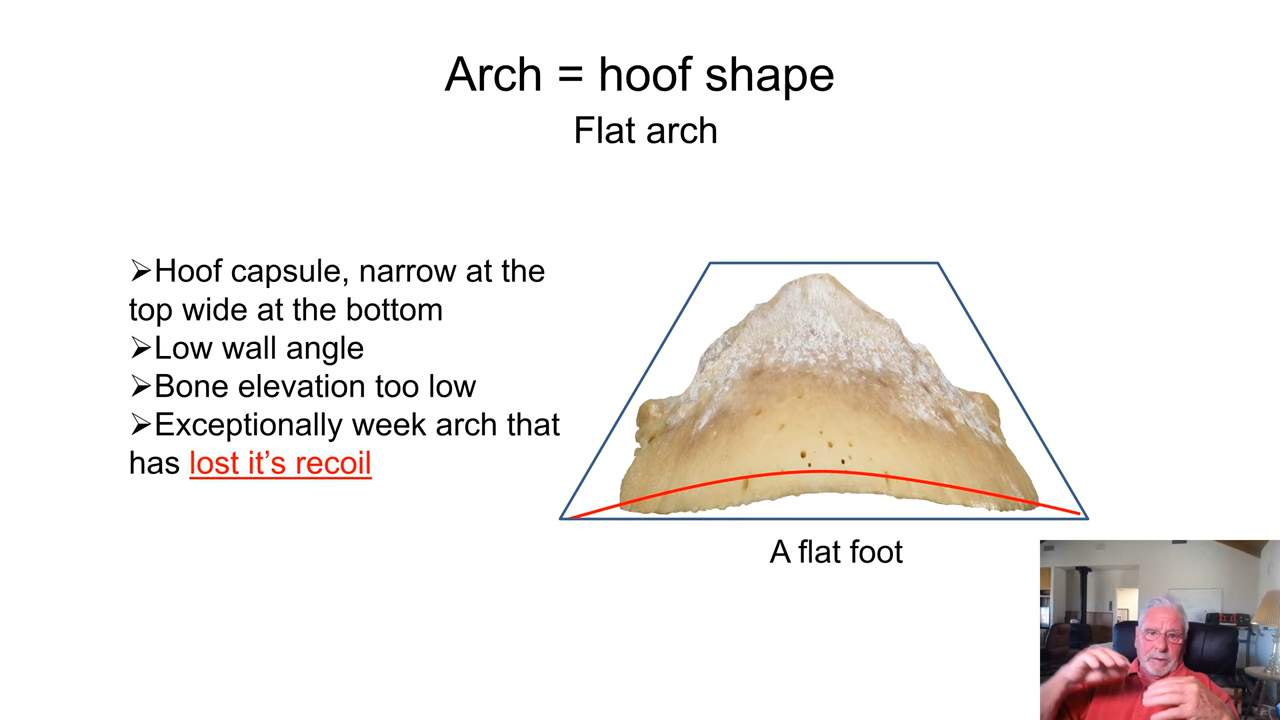 Arch = hoof shape
Flat arch
➢Hoof capsule, narrow at the
top wide at the bottom
➢Low wall angle
➢Bone elevation too low
➢Exceptionally week arch that
has lost it's recoil
A flat foot